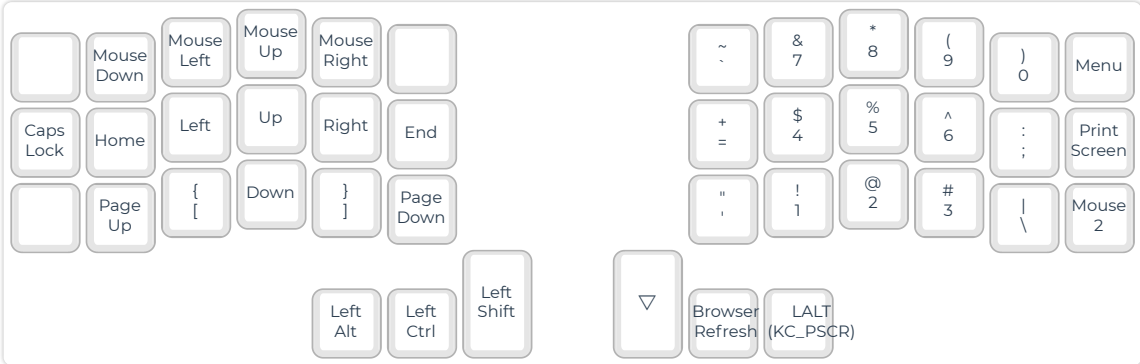 Mouse
Down
Mouse
Left
Mouse
Up
Mouse
Right
~
`
&
7
*
8
(
9
)
0
Menu
Caps
Lock
Home
Left
Up
Right
End
+
=
$
4
%
5
^
6
:
;
Print
Screen
Page
Up
{
[
Down
}
]
Page
Down
"
'
!
1
@
2
#
3
|
\
Mouse
2
Left
Alt
Left
Ctrl
Left
Shift
▽
Browser
Refresh
LALT
(KC_PSCR)